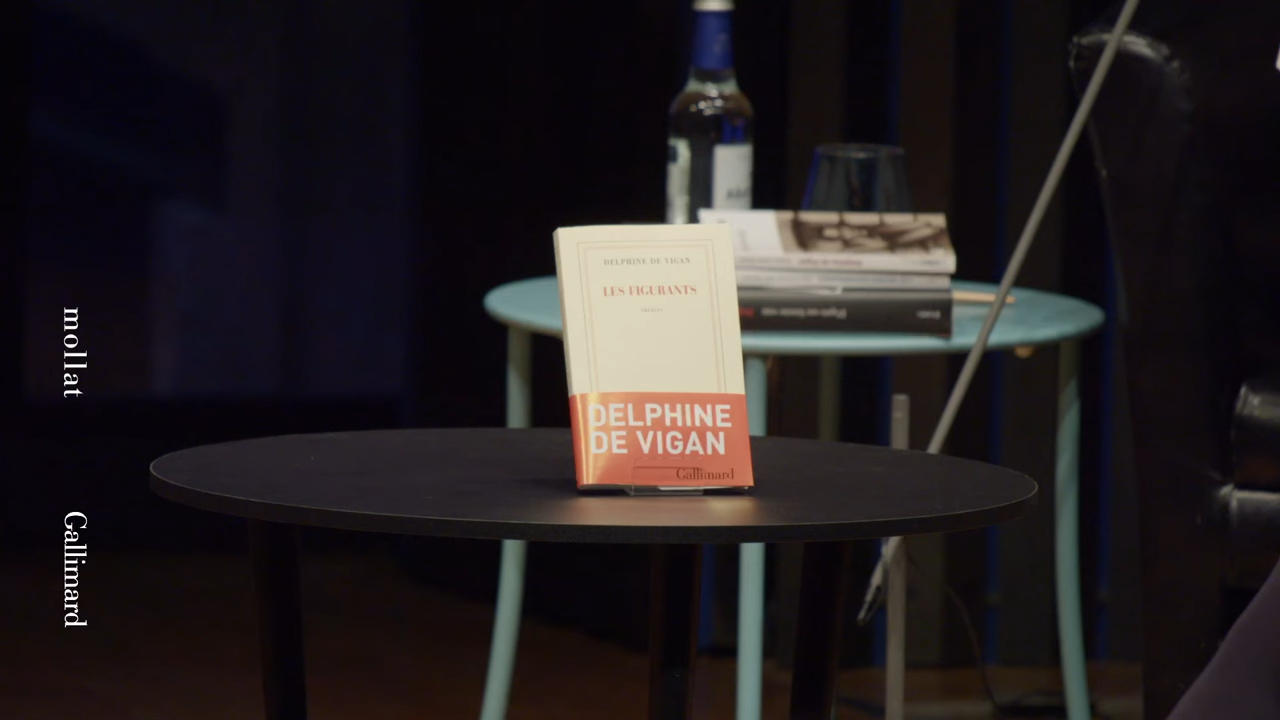 DELPHINE DE VIGAN
LES FIGURANTS
DELPHINE
DE VIGAN
Gallimard
mollat
Gallimard